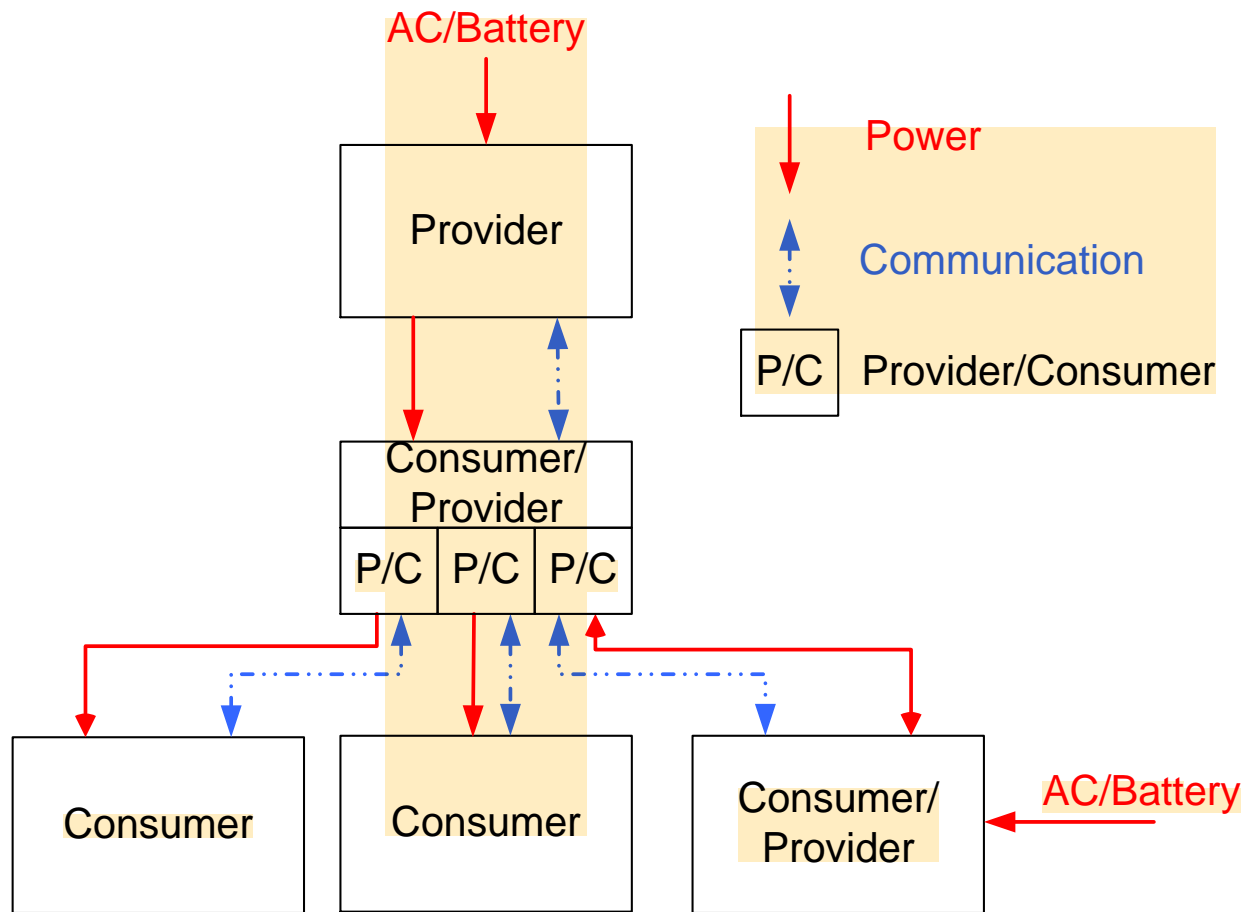 AC/Battery
Power
Provider
Communication
P/C
Provider/Consumer
Consumer/
Provider
P/C
P/C
P/C
Consumer
Consumer
Consumer/
Provider
AC/Battery